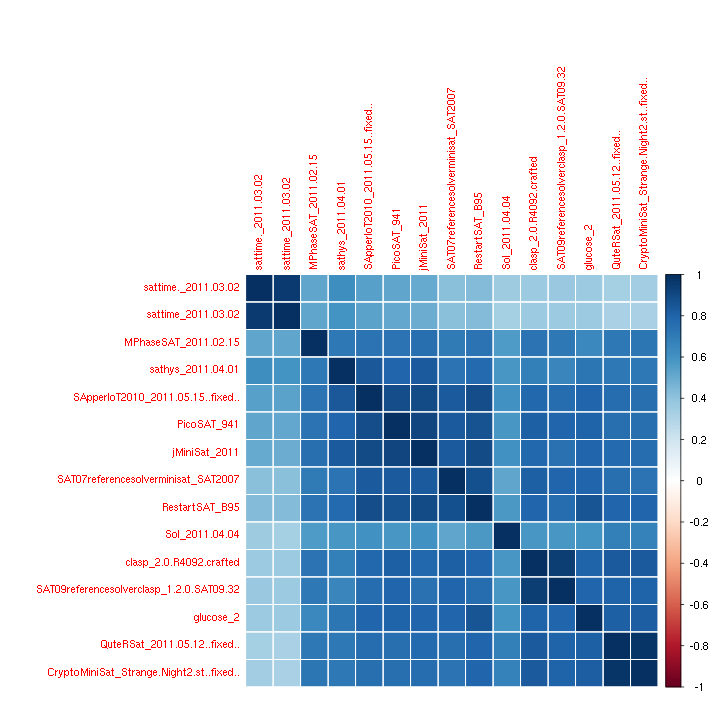 sattime._2011.03.02
sattime_2011.03.02
MPhaseSAT_2011.02.15
sathys_2011.04.01
SApperloT2010_2011.05.15..fixed..
PicoSAT_941
jMiniSat_2011
SAT07referencesolverminisat_SAT2007
RestartSAT_B95
Sol_2011.04.04
clasp_2.0.R4092.crafted
SAT09referencesolverclasp_1.2.0.SAT09.32
glucose_2
QuteRSat_2011.05.12..fixed..
CryptoMiniSat_Strange.Night2.st..fixed..
sattime._2011.03.02
sattime_2011.03.02
MPhaseSAT_2011.02.15
sathys_2011.04.01
SApperloT2010_2011.05.15..fixed..
PicoSAT_941
jMiniSat_2011
SAT07referencesolverminisat_SAT2007
RestartSAT_B95
Sol_2011.04.04
clasp_2.0.R4092.crafted
SAT09referencesolverclasp_1.2.0.SAT09.32
glucose_2
QuteRSat_2011.05.12..fixed..
CryptoMiniSat_Strange.Night2.st..fixed..
1
0.8
0.6
0.4
0.2
0
-0.2
-0.4
-0.6
-0.8
-1